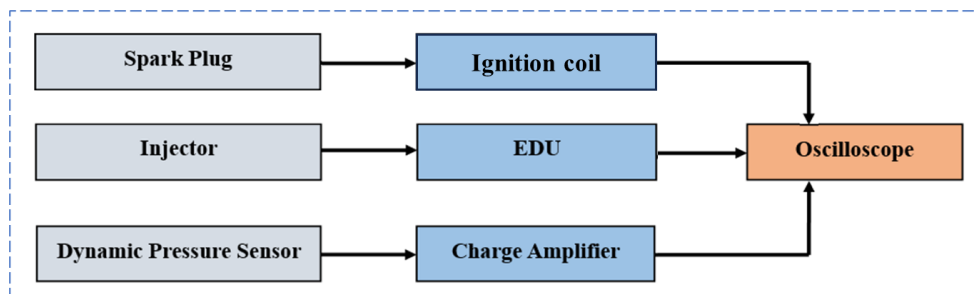 Spark Plug
Ignition coil
Injector
EDU
Oscilloscope
Dynamic Pressure Sensor
Charge Amplifier